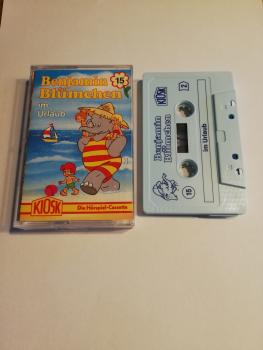 Benjamin
Blümchen
15
im
Urlaub
KIOSK
Die Hörspiel-Cassette
KIOSK
2
Benjamin
Blümchen
im Urlaub
15